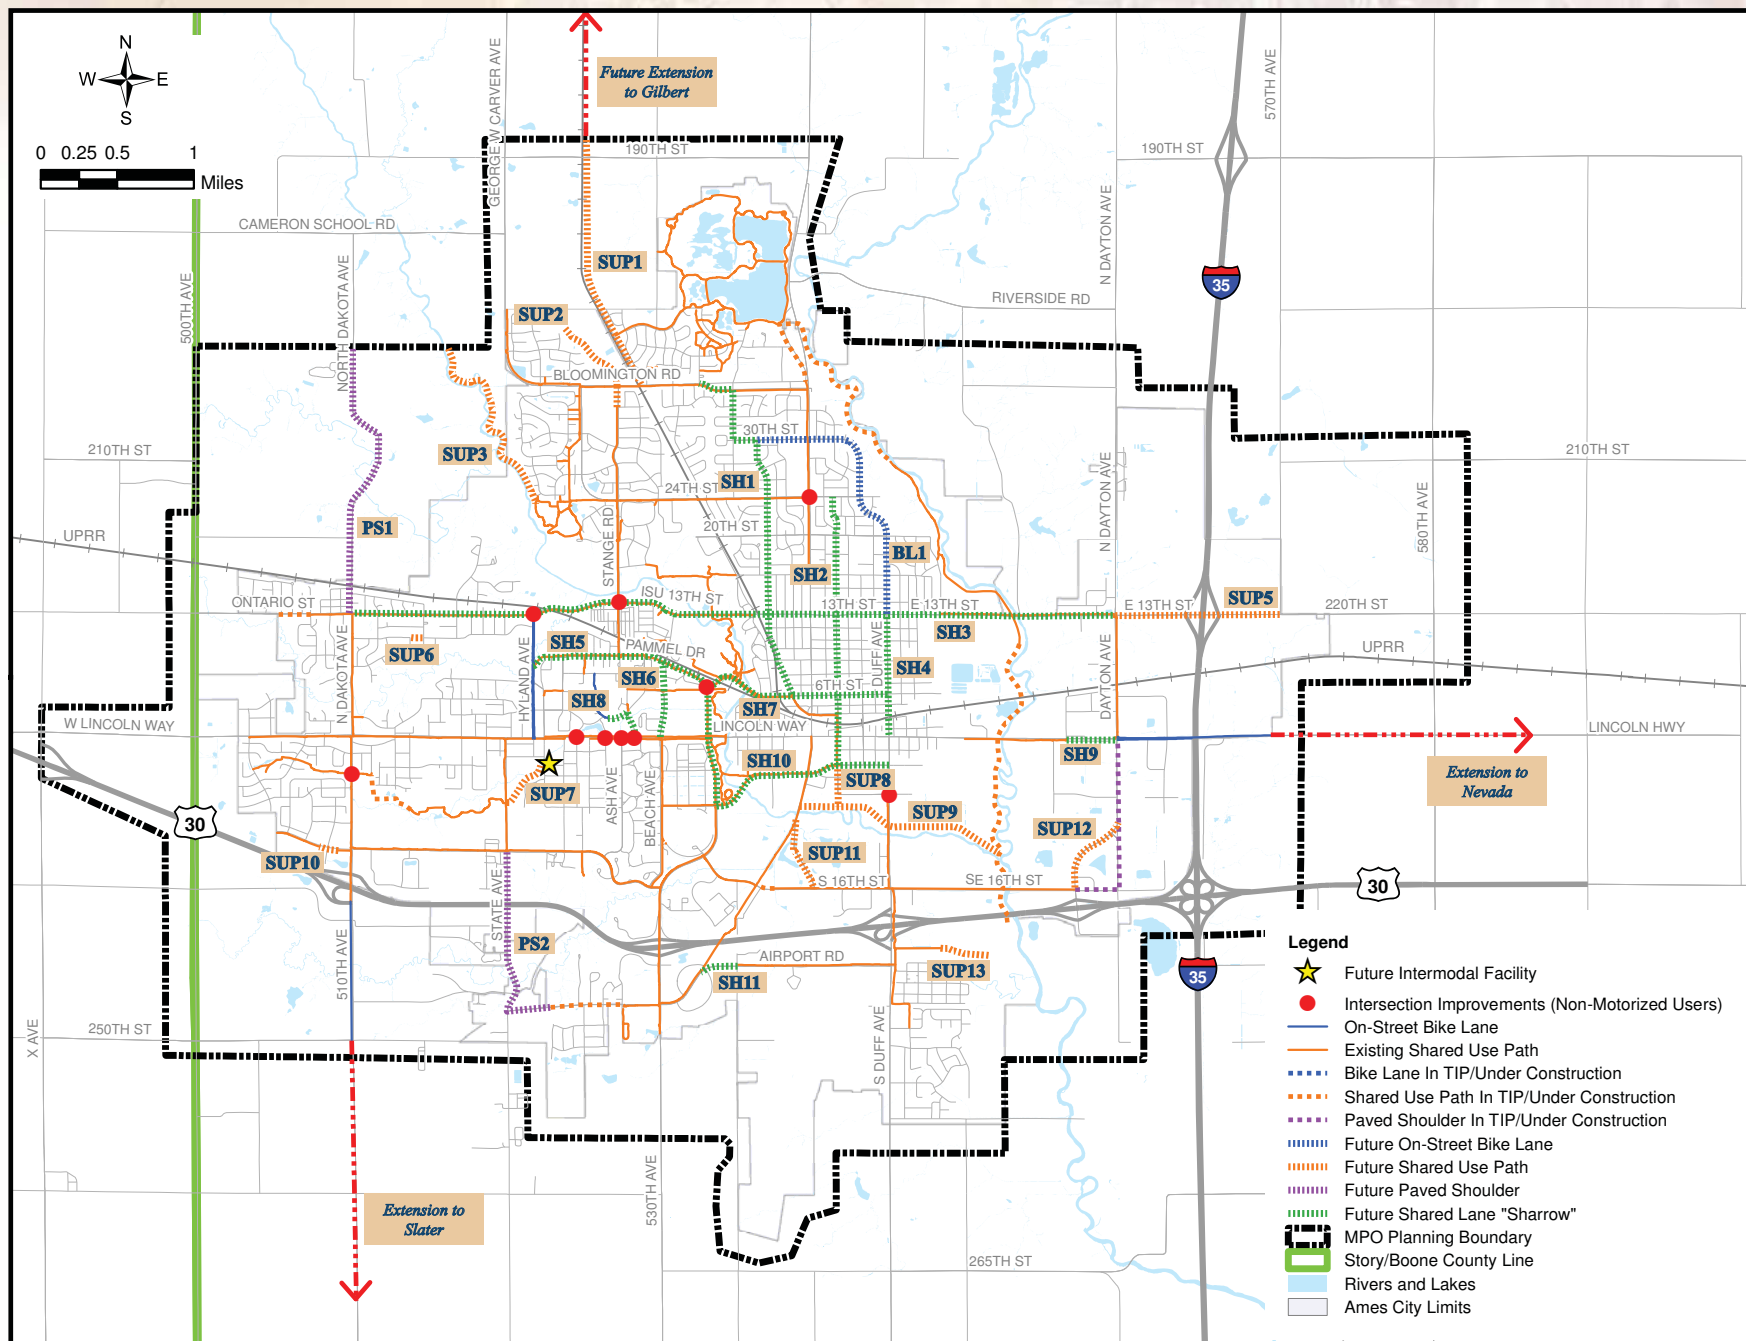 N
W E
S
0 0.25 0.5 1
Miles
Future Extension
to Gilbert
GEORGE W CARVER AVE
570TH AVE
190TH ST
190TH ST
CAMERON SCHOOL RD
N DAYTON AVE
SUP1
35
RIVERSIDE RD
500TH AVE
NORTH DAKOTA AVE
SUP2
BLOOMINGTON RD
30TH ST
210TH ST
SUP3
210TH ST
SH1
24TH ST
N DAYTON AVE
580TH AVE
PS1
20TH ST
UPRR
STANGE RD
BL1
SH2
ISU 13TH ST
ONTARIO ST
13TH ST
E 13TH ST
E 13TH ST
SUP5
220TH ST
SH3
SUP6
N DAKOTA AVE
HYLAND AVE
SH5
PAMMEL DR
DUFF AVE
SH4
UPRR
SH6
6TH ST
SH8
SH7
DAYTON AVE
W LINCOLN WAY
LINCOLN WAY
LINCOLN HWY
SH9
SH10
SUP8
SUP7
ASH AVE
BEACH AVE
Extension to
Nevada
30
SUP9
SUP12
SUP10
SUP11
S 16TH ST
SE 16TH ST
30
STATE AVE
PS2
510TH AVE
AIRPORT RD
SUP13
SH11
35
X AVE
250TH ST
S DUFF AVE
530TH AVE
Extension to
Slater
265TH ST
Legend
Future Intermodal Facility
Intersection Improvements (Non-Motorized Users)
On-Street Bike Lane
Existing Shared Use Path
Bike Lane In TIP/Under Construction
Shared Use Path In TIP/Under Construction
Paved Shoulder In TIP/Under Construction
Future On-Street Bike Lane
Future Shared Use Path
Future Paved Shoulder
Future Shared Lane "Sharrow"
MPO Planning Boundary
Story/Boone County Line
Rivers and Lakes
Ames City Limits